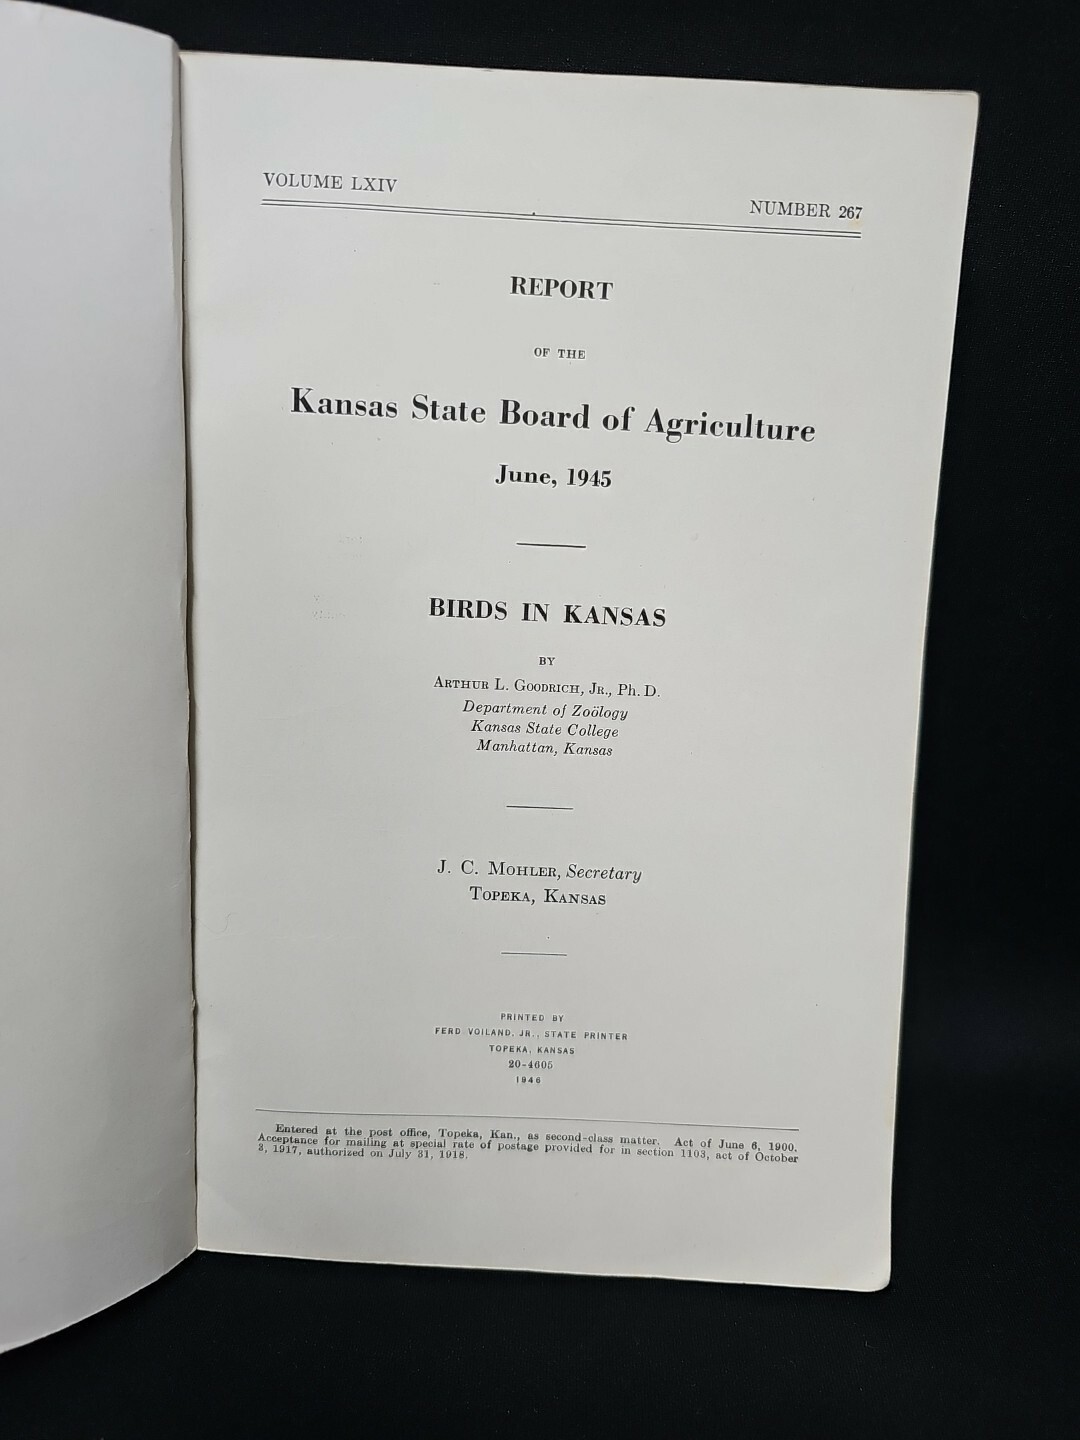 VOLUME LXIV
NUMBER 267
REPORT
OF THE
Kansas State Board of Agriculture
June, 1945
BIRDS IN KANSAS
BY
ARTHUR L. GOODRICH, JR., Ph. D.
Department of Zoölogy
Kansas State College
Manhattan, Kansas
J. C. MOHLER, Secretary
TOPEKA, KANSAS
PRINTED BY
FERD VOILAND, JR., STATE PRINTER
TOPEKA, KANSAS
20-4605
1946
Entered at the post office, Topeka, Kan., as second-class matter. Act of June 6, 1900.
Acceptance for mailing at special rate of postage provided for in section 1103, act of October
3, 1917, authorized on July 31, 1918.